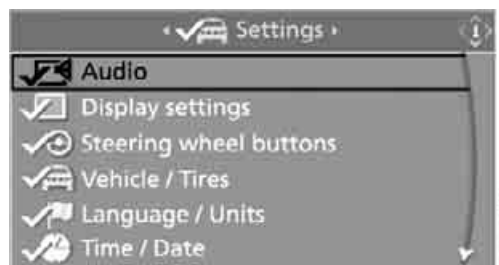 Settings
Audio
Display settings
Steering wheel buttons
Vehicle / Tires
Language / Units
Time / Date